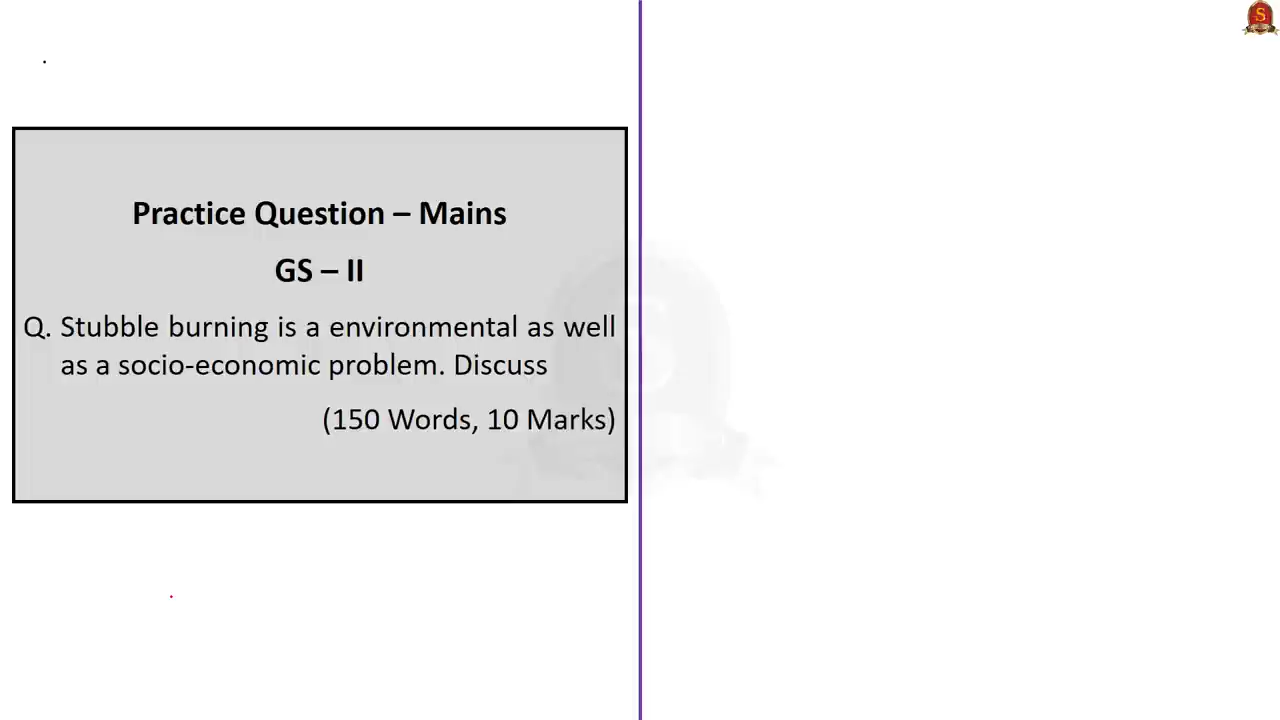 S
Practice Question – Mains
GS – II
Q. Stubble burning is a environmental as well
as a socio-economic problem. Discuss
(150 Words, 10 Marks)